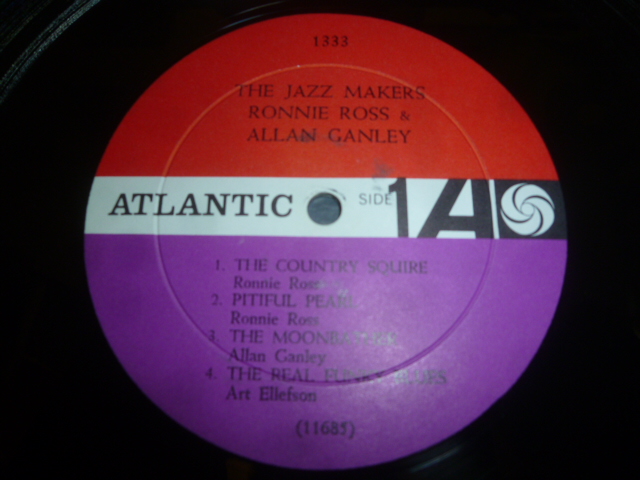 1333
THE JAZZ MAKERS
RONNIE ROSS &
ALLAN GANLEY
ATLANTIC
SIDE 1 A
1. THE COUNTRY SQUIRE
Ronnie Ross
2. PITIFUL PEARL
Ronnie Ross
3. THE
Allan Ganley
4. THE REAL FUNKY BLUES
Art Ellefson
(11685)